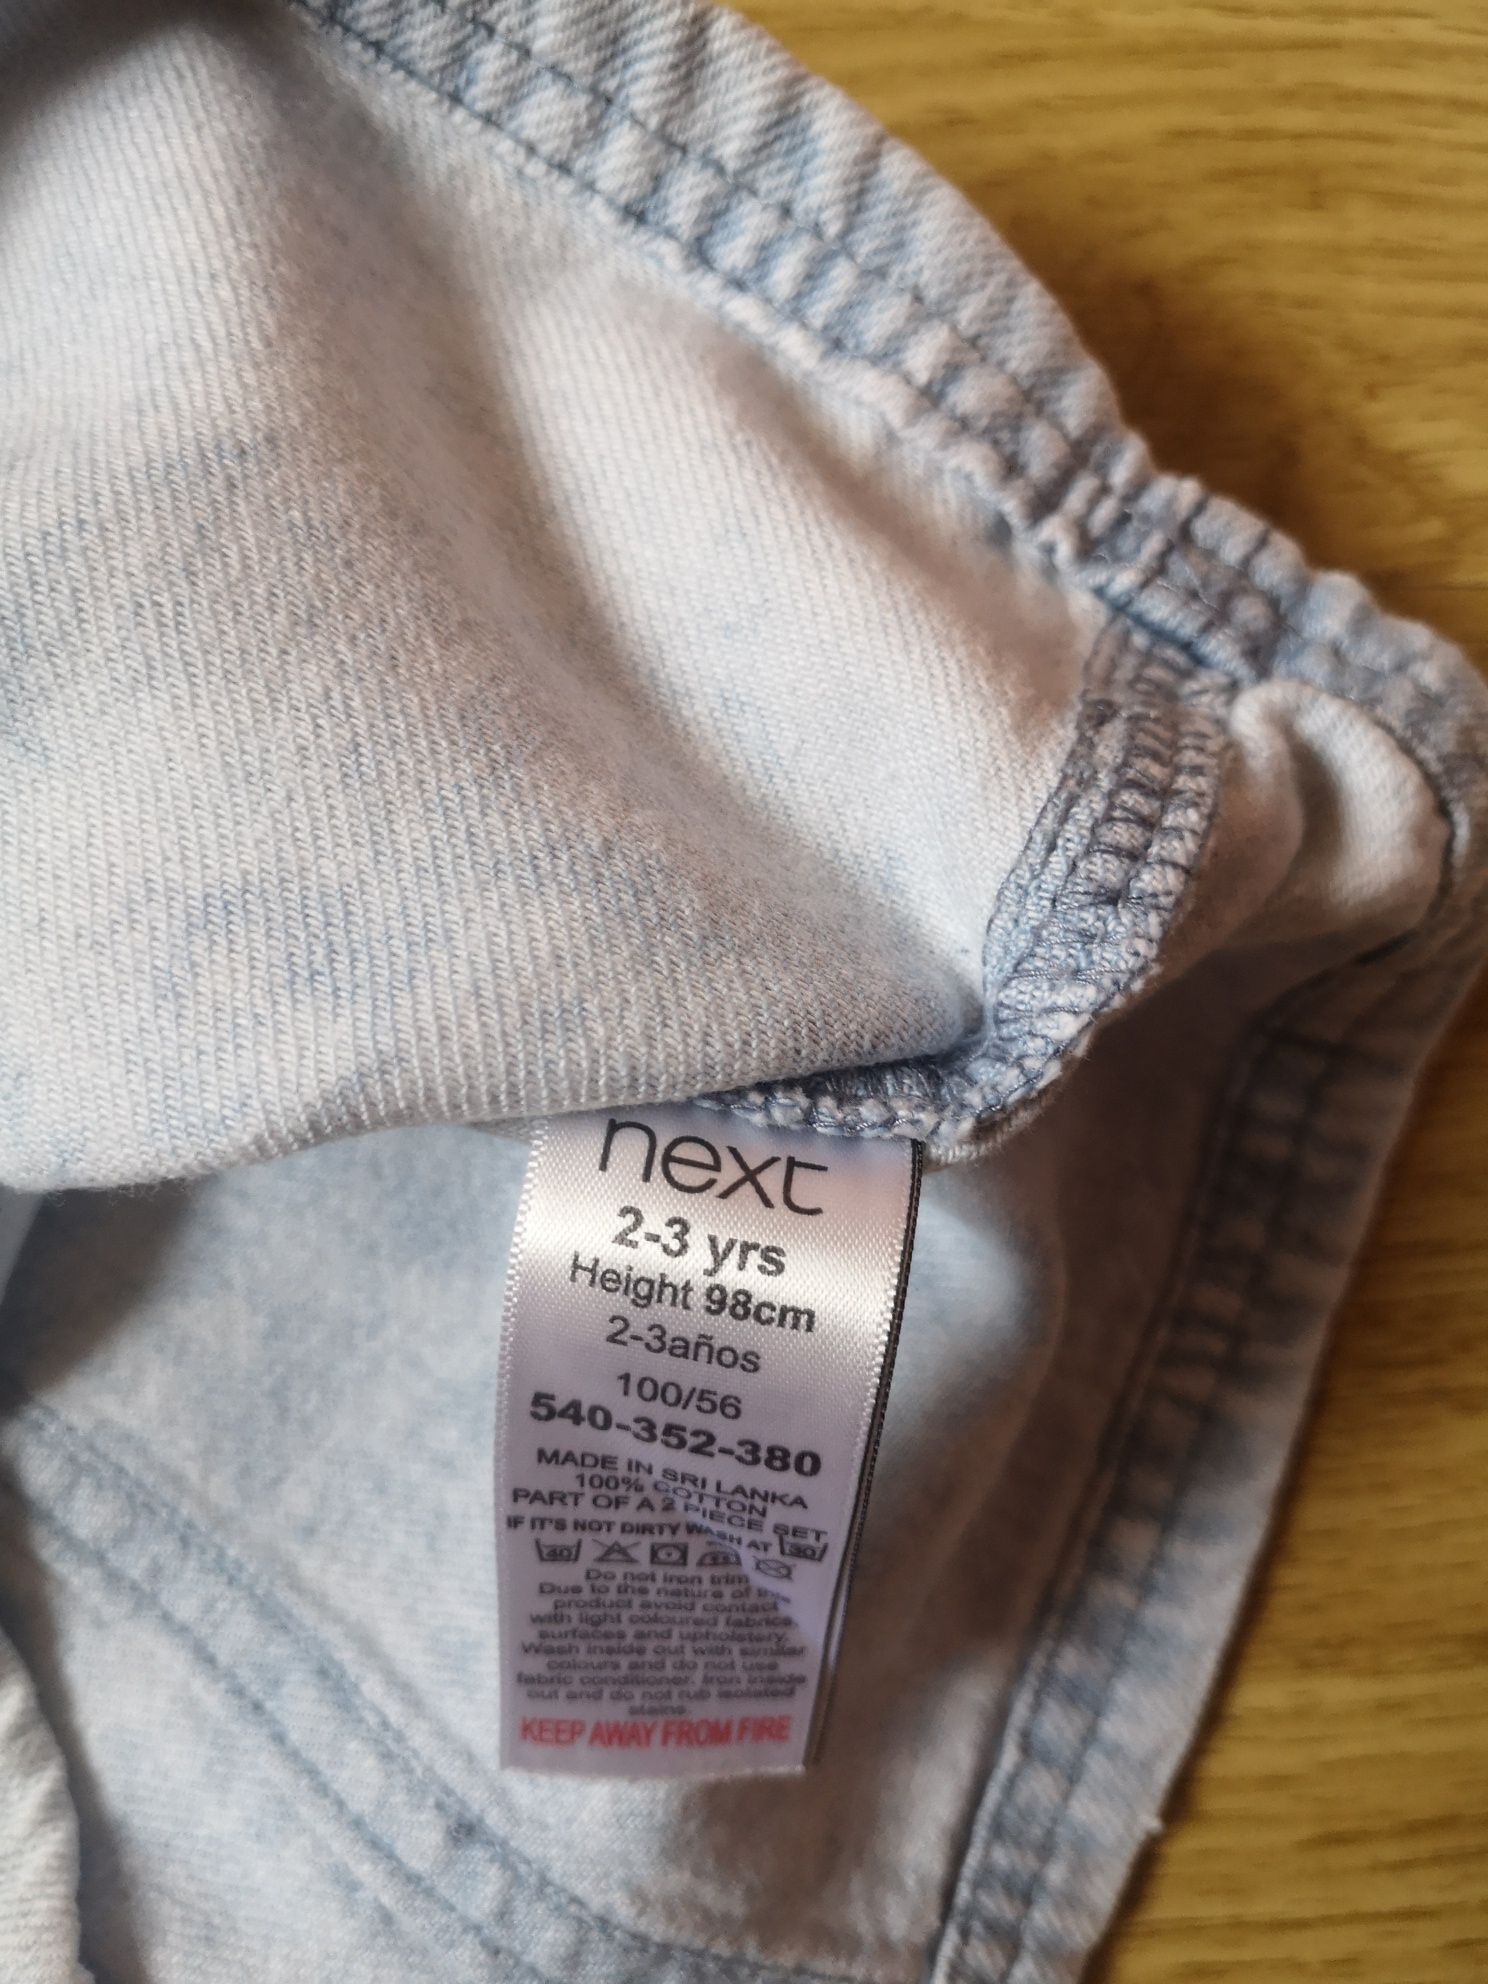 next
2-3 yrs
Height 98cm
2-3años
100/56
540-352-380
MADE IN SRI LANKA
100% COTTON
PART OF A 2 PIECE SET
IF IT'S NOT DIRTY WASH AT 30
40
Do not iron trim
Due to the nature of this
product avoid contact
with light coloured fabrics,
surfaces and upholstery.
Wash inside out with similar
colours and do not use
fabric conditioner. Iron inside
out and do not rub isolated
stains.
KEEP AWAY FROM FIRE